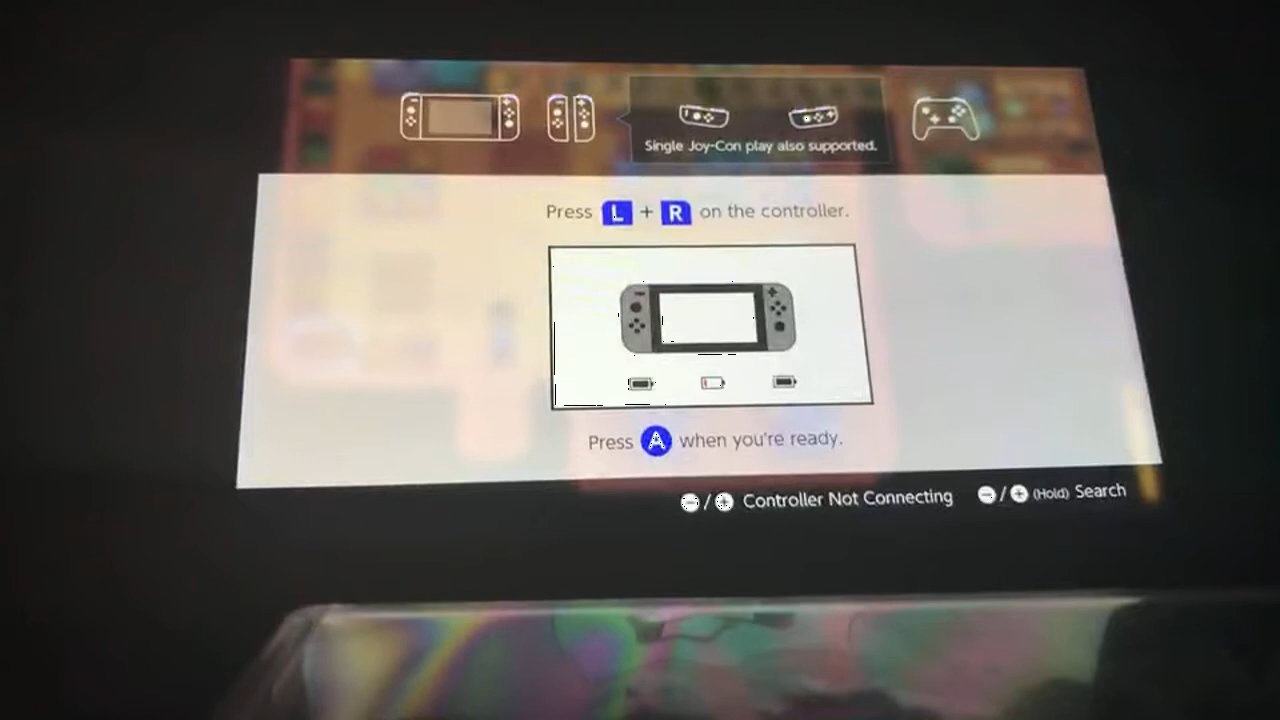 Single Joy-Con play also supported.
Press L + R on the controller.
Press A when you're ready.
-/+ Controller Not Connecting -/+ (Hold) Search